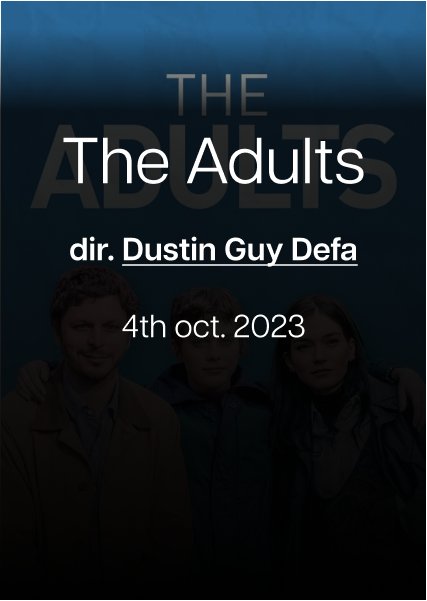 THE
ADULTS
The Adults
dir. Dustin Guy Defa
4th oct. 2023